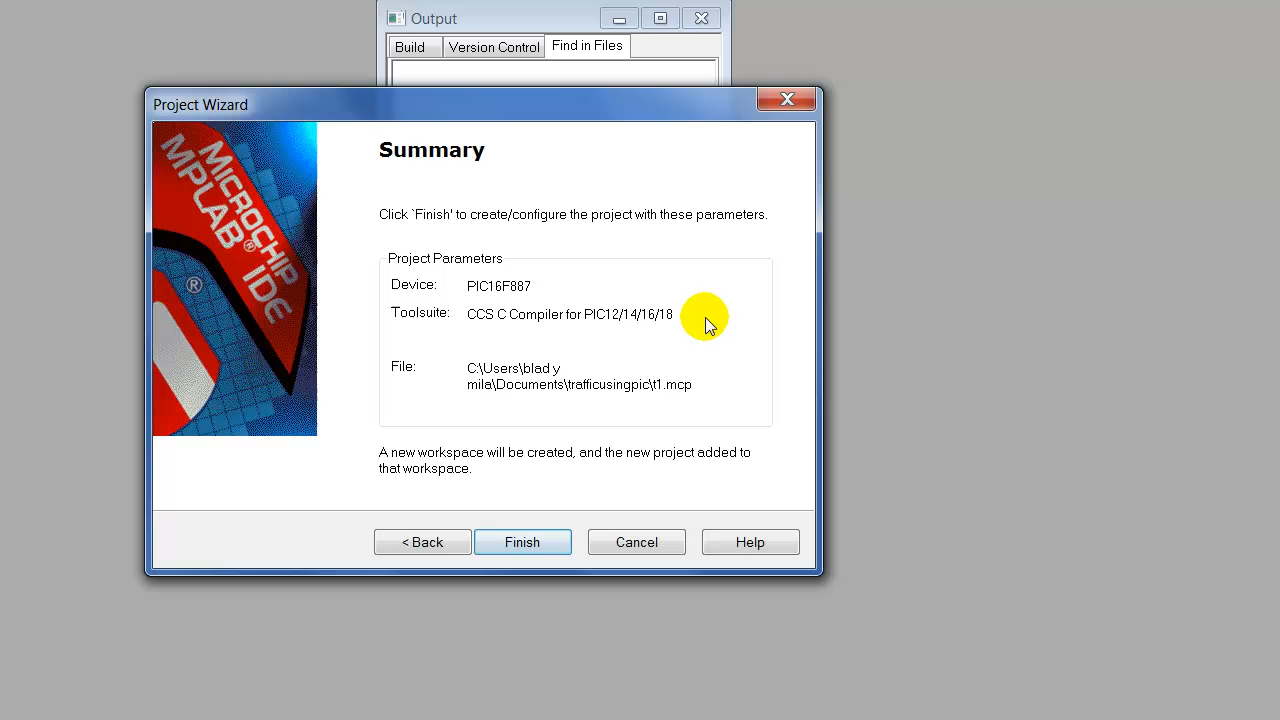 Output
Build Version Control Find in Files
Project Wizard
MICROCHIP
MPLAB® IDE
®
Summary
Click `Finish' to create/configure the project with these parameters.
Project Parameters
Device: PIC16F887
Toolsuite: CCS C Compiler for PIC12/14/16/18
File: C:\Users\blad y
mila\Documents\trafficusingpic\t1.mcp
A new workspace will be created, and the new project added to
that workspace.
< Back Finish Cancel Help